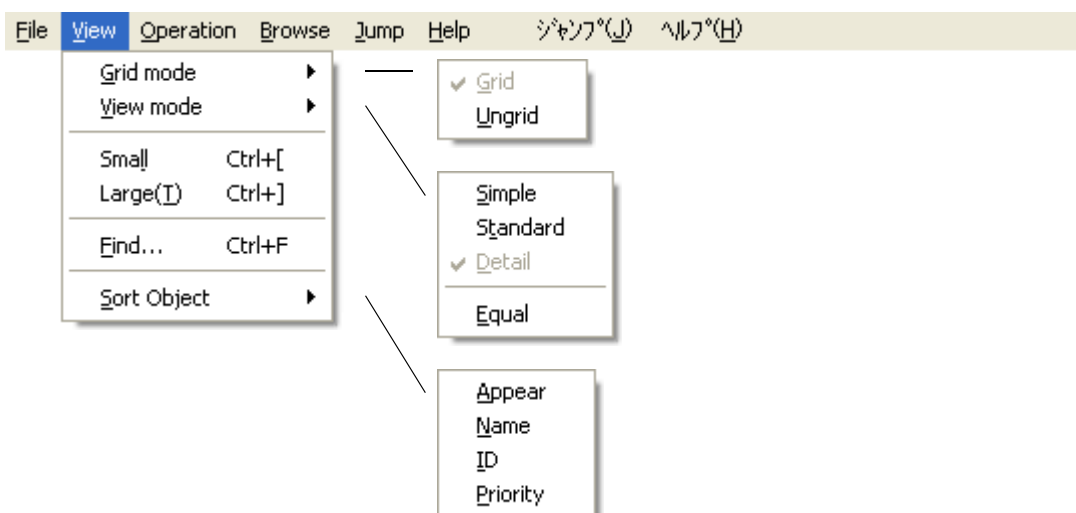 File View Operation Browse Jump Help ｼﾞｬﾝﾌﾟ(J) ﾍﾙﾌﾟ(H)
Grid mode
View mode
Small Ctrl+[
Large(T) Ctrl+]
Find... Ctrl+F
Sort Object
Grid
Ungrid
Simple
Standard
Detail
Equal
Appear
Name
ID
Priority